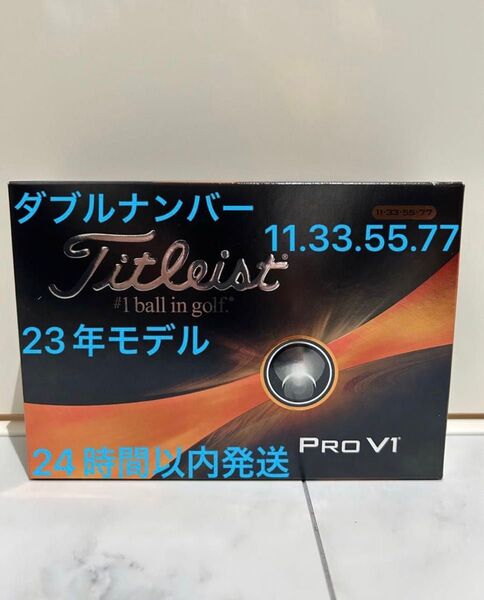 ダブルナンバー
11·33·55·77
11.33.55.77
Titleist®
#1 ball in golf.®
23年モデル
PRO V1®
24時間以内発送